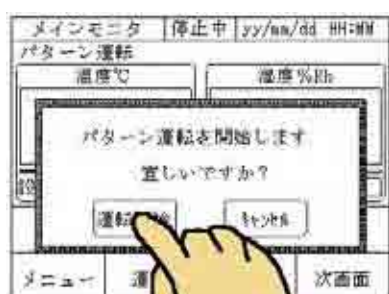 メインモニタ 停止中 yy/mm/dd HH:MM
パターン運転
温度℃ 湿度%Rh
パターン運転を開始します
宜しいですか?
運転 キャンセル
メニュー 運 次画面